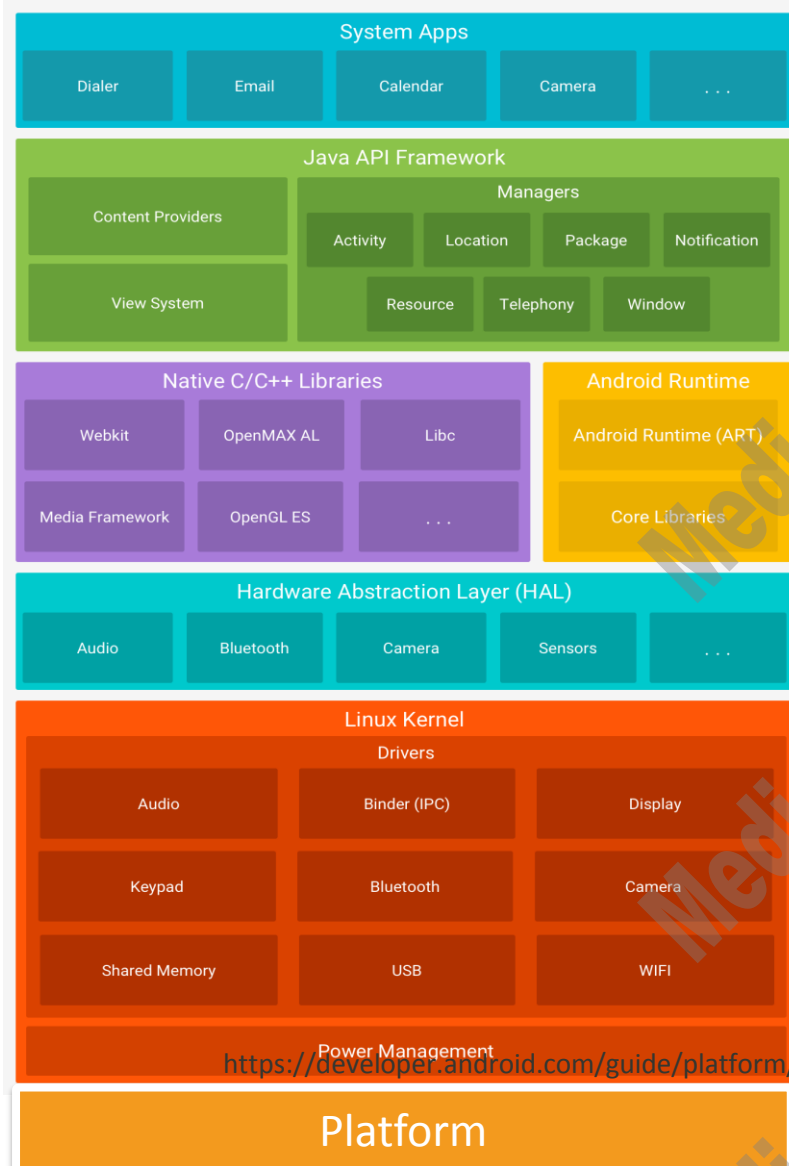 System Apps
Dialer Email Calendar Camera . . .
Java API Framework
Content Providers
View System
Managers
Activity Location Package Notification
Resource Telephony Window
Native C/C++ Libraries
Webkit OpenMAX AL Libc
Media Framework OpenGL ES . . .
Android Runtime
Android Runtime (ART)
Core Libraries
Hardware Abstraction Layer (HAL)
Audio Bluetooth Camera Sensors . . .
Linux Kernel
Drivers
Audio Binder (IPC) Display
Keypad Bluetooth Camera
Shared Memory USB WIFI
Power Management
https://developer.android.com/guide/platform/
Platform
Medi
Medi